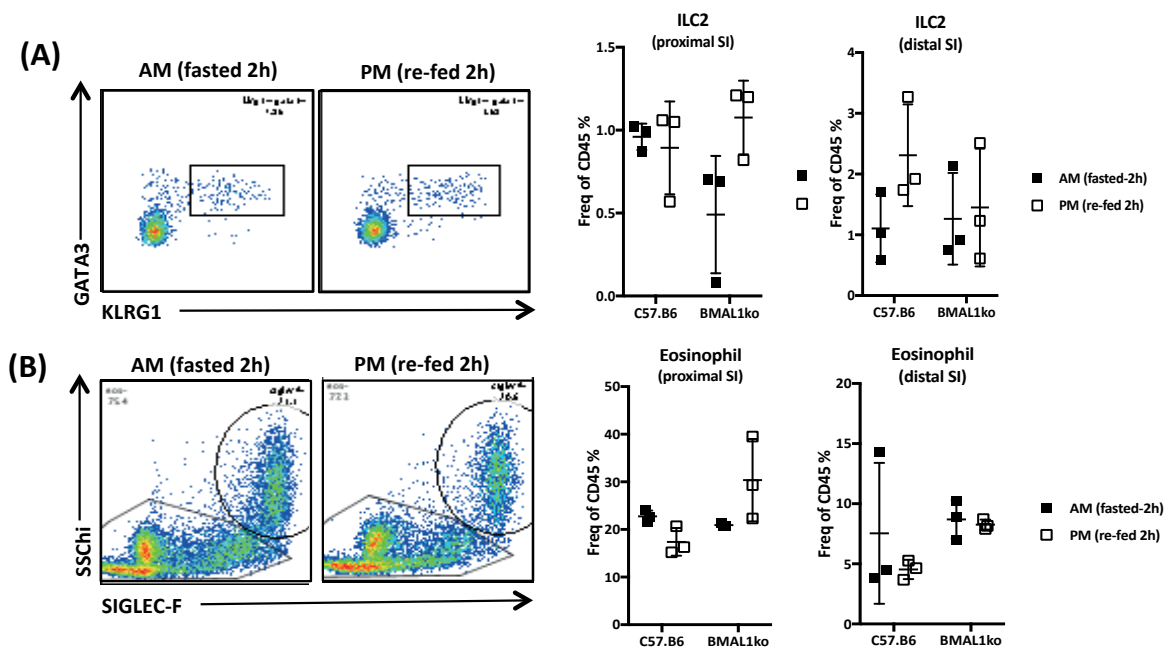 (A)
AM (fasted 2h)
PM (re-fed 2h)
GATA3
KLRG1
ILC2
(proximal SI)
Freq of CD45 %
1.5
1.0
0.5
0.0
C57.B6
BMAL1ko
ILC2
(distal SI)
Freq of CD45 %
4
3
2
1
0
C57.B6
BMAL1ko
AM (fasted-2h)
PM (re-fed 2h)
(B)
AM (fasted 2h)
PM (re-fed 2h)
75.4
72.1
SSChi
SIGLEC-F
Eosinophil
(proximal SI)
Freq of CD45 %
50
40
30
20
10
0
C57.B6
BMAL1ko
Eosinophil
(distal SI)
Freq of CD45 %
20
15
10
5
0
C57.B6
BMAL1ko
AM (fasted-2h)
PM (re-fed 2h)